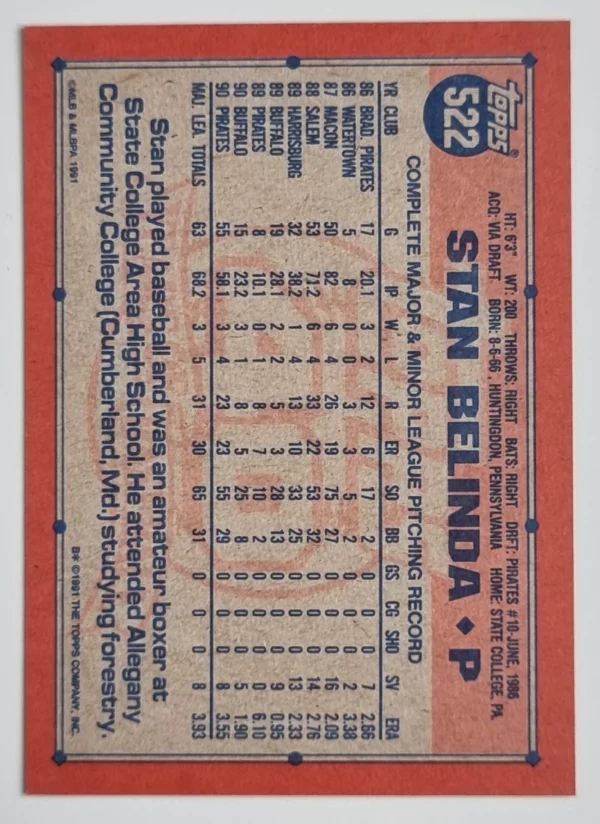 topps®
522
HT: 6'3" WT: 200 THROWS: RIGHT BATS: RIGHT DRFT: PIRATES #10-JUNE, 1986
ACQ: VIA DRAFT. BORN: 8-6-66, HUNTINGDON, PENNSYLVANIA HOME: STATE COLLEGE, PA.
STAN BELINDA ◆ P
COMPLETE MAJOR & MINOR LEAGUE PITCHING RECORD
YR CLUB G IP W L R ER SO BB GS CG SHO SV ERA
86 BRAD. PIRATES 17 20.1 3 2 12 6 17 2 0 0 0 7 2.66
86 WATERTOWN 5 8 0 0 3 3 5 2 0 0 0 2 3.38
87 MACON 50 82 6 4 26 19 75 27 0 0 0 16 2.09
88 SALEM 53 71.2 6 4 33 22 53 32 0 0 0 14 2.76
89 HARRISBURG 32 38.2 1 4 13 10 33 25 0 0 0 13 2.33
89 BUFFALO 19 28.1 2 2 5 3 28 13 0 0 0 9 0.95
89 PIRATES 8 10.1 0 1 8 7 10 2 0 0 0 0 6.10
90 BUFFALO 15 23.2 3 1 8 5 25 8 0 0 0 5 1.90
90 PIRATES 55 58.1 3 4 23 23 55 29 0 0 0 8 3.55
MAJ. LEA. TOTALS 63 68.2 3 5 31 30 65 31 0 0 0 8 3.93
Stan played baseball and was an amateur boxer at
State College Area High School. He attended Allegany
Community College (Cumberland, Md.) studying forestry.
©MLB & MLBPA 1991
B* ©1991 THE TOPPS COMPANY, INC.